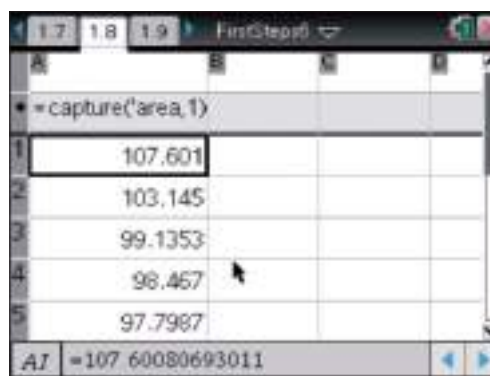 1.7 1.8 1.9 FirstSteps6
A B C D
=capture('area,1)
1 107.601
2 103.145
3 99.1353
4 98.467
5 97.7987
A1 =107.60080693011